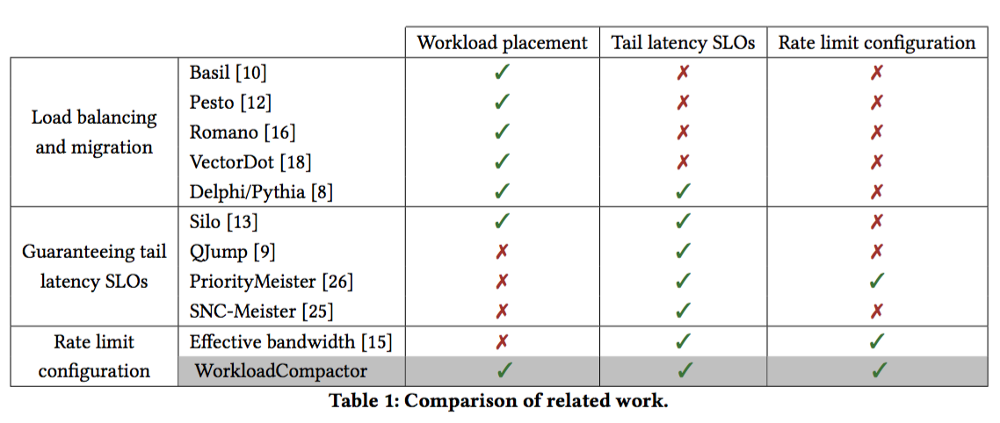 Workload placement Tail latency SLOs Rate limit configuration
Load balancing
and migration
Basil [10] ✓ ✗ ✗
Pesto [12] ✓ ✗ ✗
Romano [16] ✓ ✗ ✗
VectorDot [18] ✓ ✗ ✗
Delphi/Pythia [8] ✓ ✓ ✗
Guaranteeing tail
latency SLOs
Silo [13] ✓ ✓ ✗
QJump [9] ✗ ✓ ✗
PriorityMeister [26] ✗ ✓ ✓
SNC-Meister [25] ✗ ✓ ✗
Rate limit
configuration
Effective bandwidth [15] ✗ ✓ ✓
WorkloadCompactor ✓ ✓ ✓
Table 1: Comparison of related work.